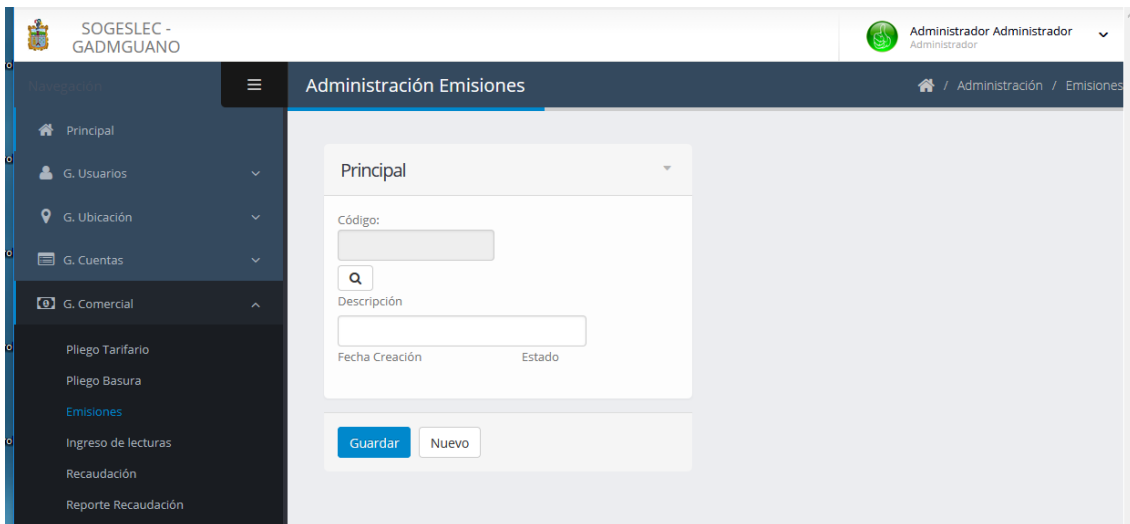 SOGESLEC -
GADMGUANO
Administrador Administrador
Administrador
Navegación
Administración Emisiones
/ Administración / Emisiones
Principal
G. Usuarios
G. Ubicación
G. Cuentas
G. Comercial
Pliego Tarifario
Pliego Basura
Emisiones
Ingreso de lecturas
Recaudación
Reporte Recaudación
Principal
Código:
Descripción
Fecha Creación Estado
Guardar Nuevo